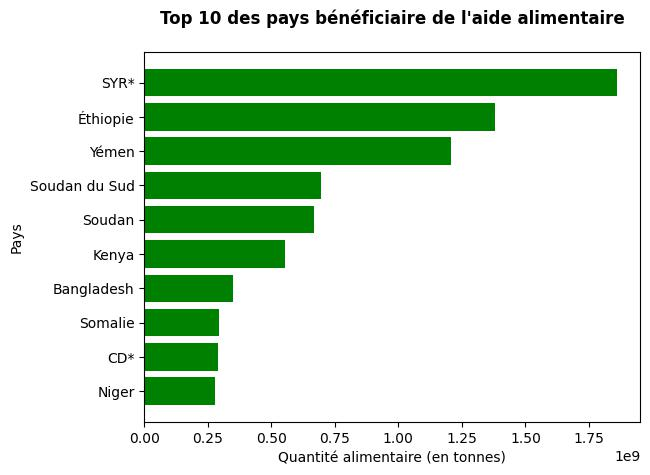 Top 10 des pays bénéficiaire de l'aide alimentaire
Pays
SYR*
Éthiopie
Yémen
Soudan du Sud
Soudan
Kenya
Bangladesh
Somalie
CD*
Niger
0.00 0.25 0.50 0.75 1.00 1.25 1.50 1.75
Quantité alimentaire (en tonnes)
1e9